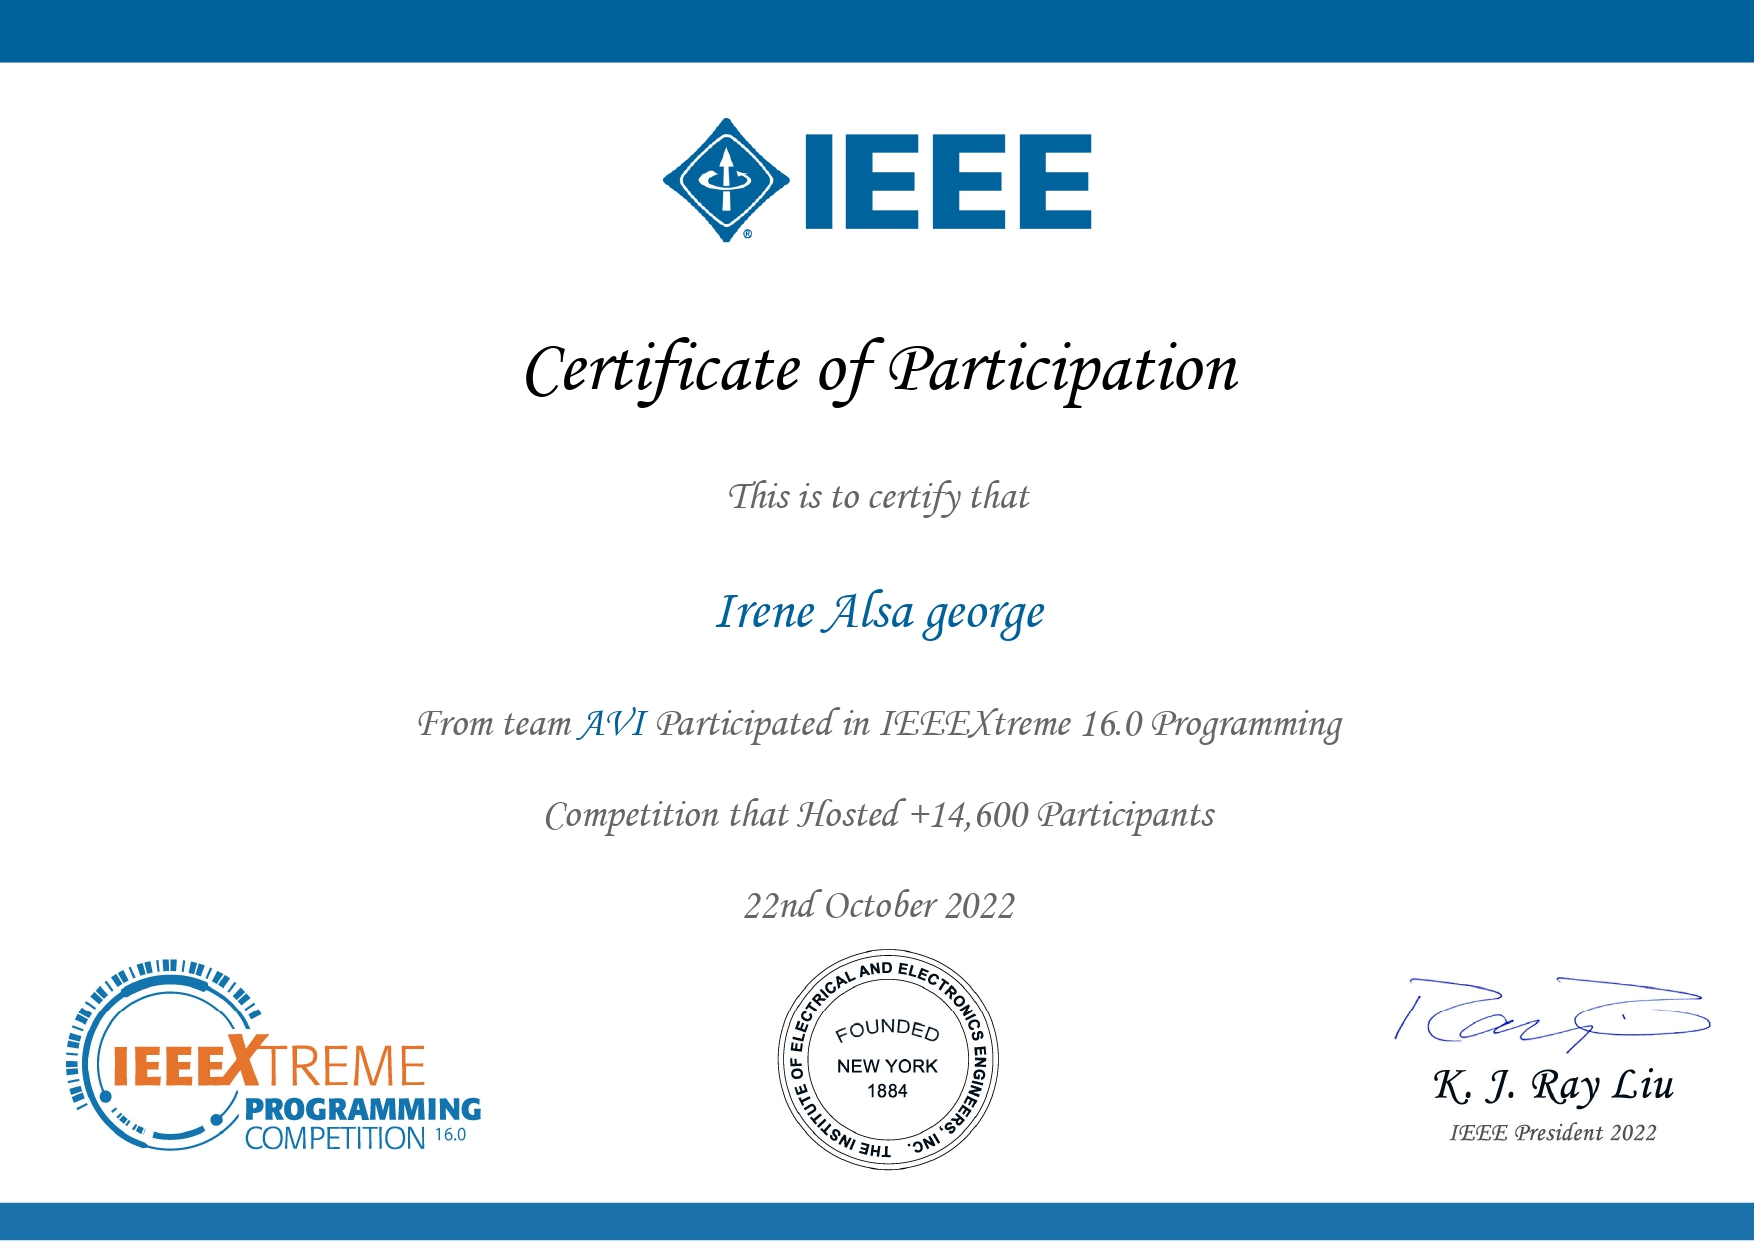 IEEE
®
Certificate of Participation
This is to certify that
Irene Alsa george
From team AVI Participated in IEEEXtreme 16.0 Programming
Competition that Hosted +14,600 Participants
22nd October 2022
IEEEXTREME
PROGRAMMING
COMPETITION 16.0
THE INSTITUTE OF ELECTRICAL AND ELECTRONICS ENGINEERS, INC.
FOUNDED
NEW YORK
1884
K. J. Ray Liu
IEEE President 2022